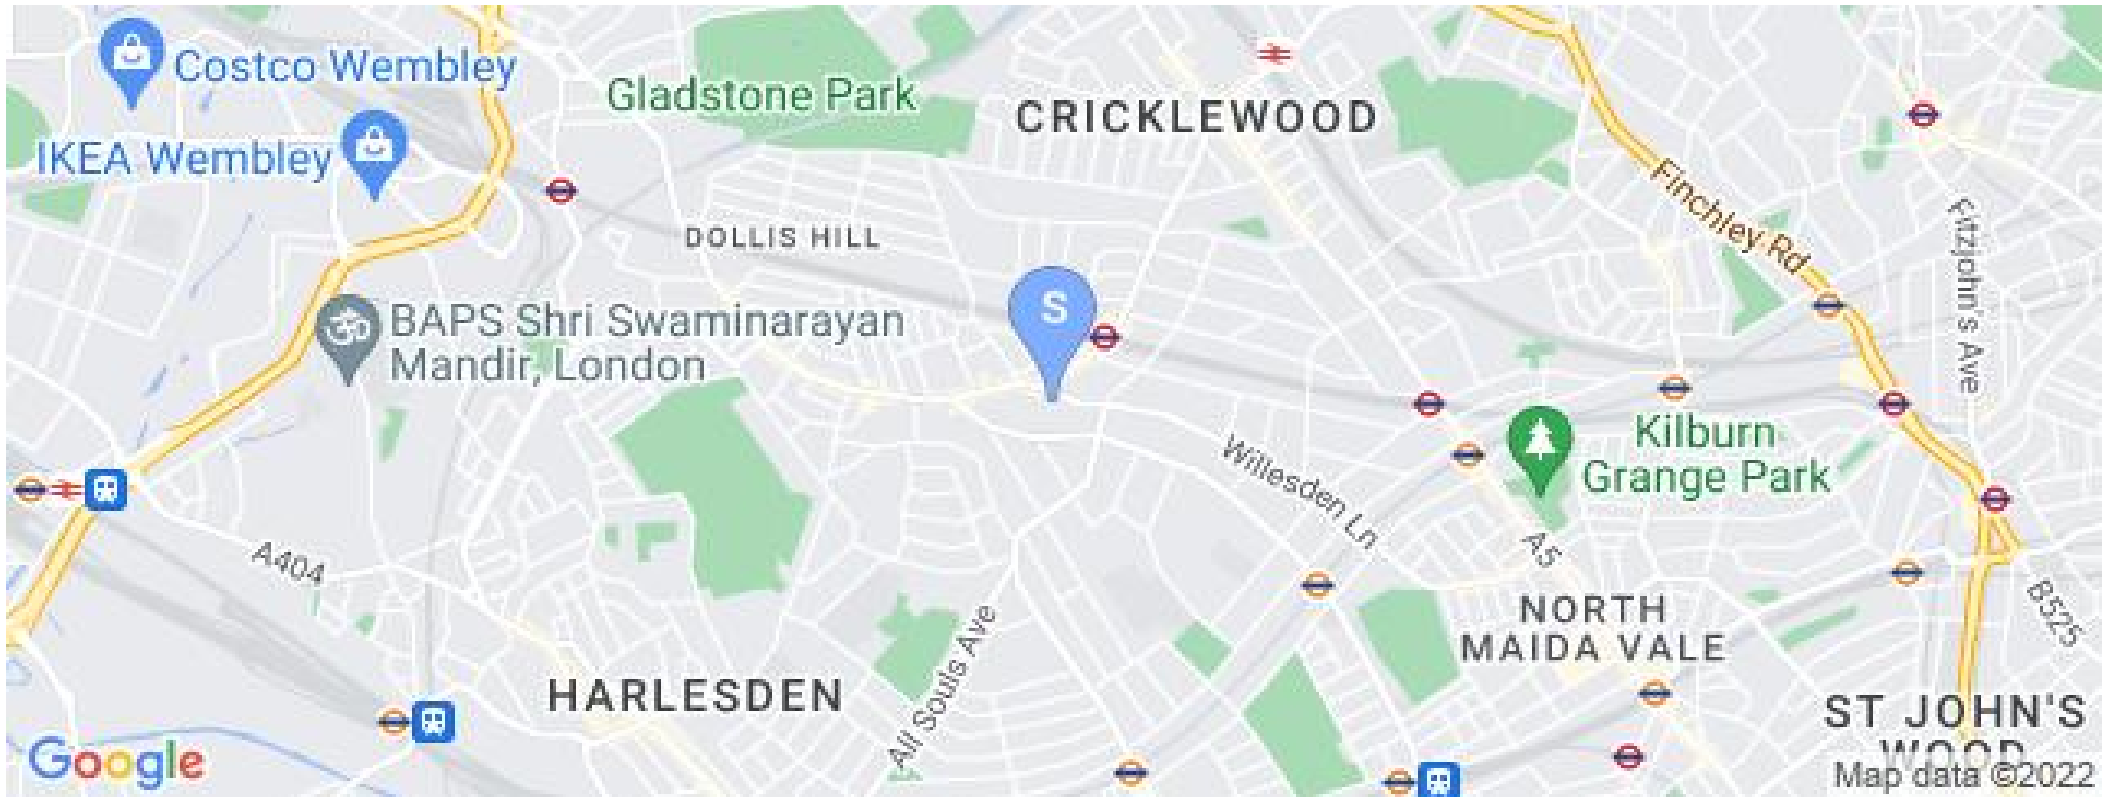 Costco Wembley
Gladstone Park
CRICKLEWOOD
IKEA Wembley
Finchley Rd
Fitzjohn's Ave
DOLLIS HILL
S
BAPS Shri Swaminarayan
Mandir, London
Kilburn
Grange Park
Willesden Ln
A5
A404
NORTH
MAIDA VALE
B525
All Souls Ave
HARLESDEN
ST JOHN'S
WOOD
Google
Map data ©2022